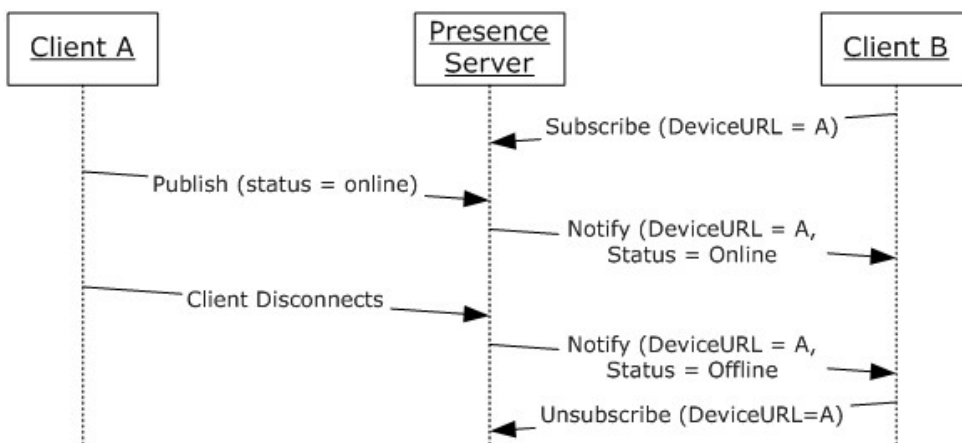 Client A
Presence
Server
Client B
Subscribe (DeviceURL = A)
Publish (status = online)
Notify (DeviceURL = A,
Status = Online
Client Disconnects
Notify (DeviceURL = A,
Status = Offline
Unsubscribe (DeviceURL=A)